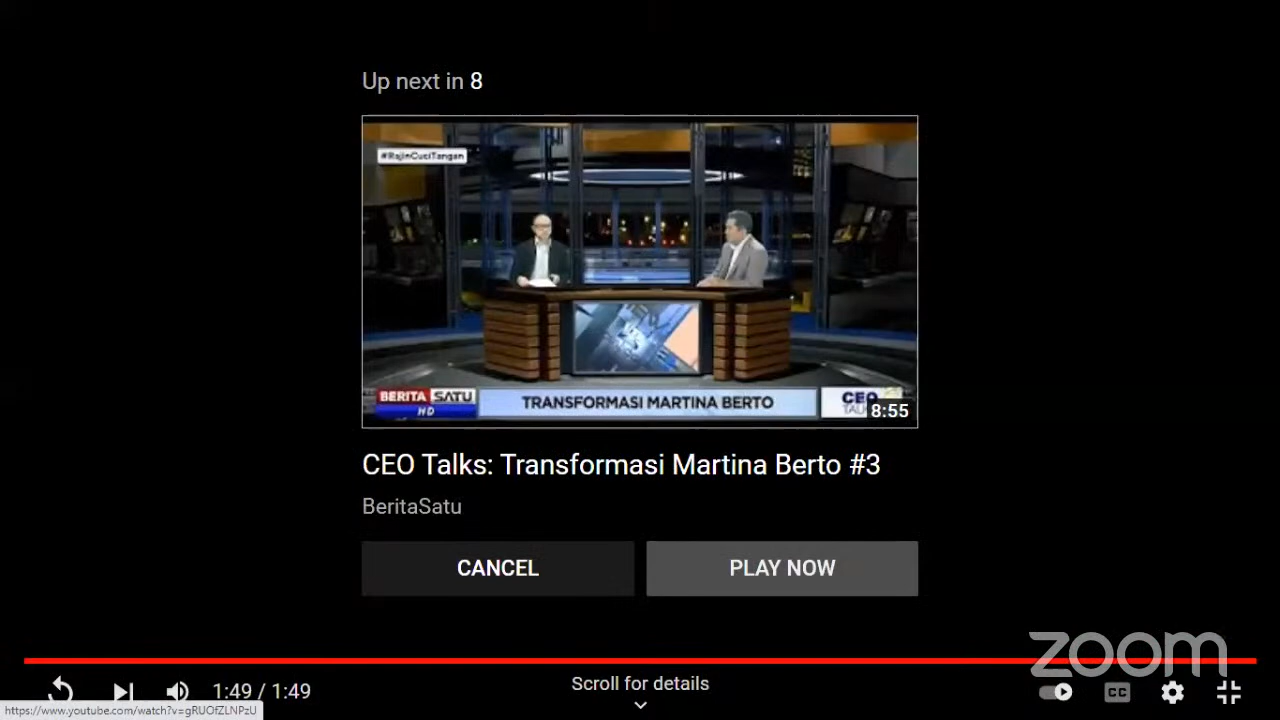 Up next in 8
#RajinCuciTangan
BERITA SATU
HD
TRANSFORMASI MARTINA BERTO
CEO
TALKS
8:55
CEO Talks: Transformasi Martina Berto #3
BeritaSatu
CANCEL
PLAY NOW
zoom
1:49 / 1:49
Scroll for details
CC
https://www.youtube.com/watch?v=gRUOfZLNPzU